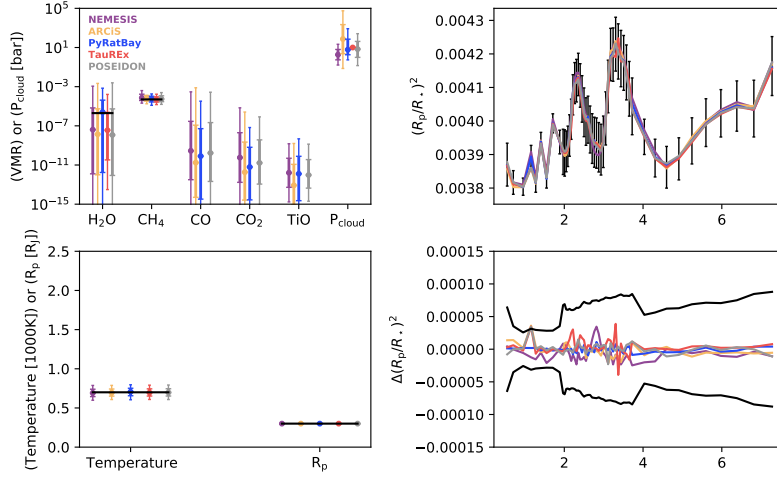 (VMR) or (P_cloud [bar])
10^5
10^1
10^−3
10^−7
10^−11
10^−15
NEMESIS
ARCiS
PyRatBay
TauREx
POSEIDON
H_2O CH_4 CO CO_2 TiO P_cloud
(R_p/R_⋆)^2
0.0043
0.0042
0.0041
0.0040
0.0039
0.0038
2 4 6
(Temperature [1000K]) or (R_p [R_J])
2.5
2.0
1.5
1.0
0.5
0.0
Temperature R_p
Δ(R_p/R_⋆)^2
0.00015
0.00010
0.00005
0.00000
−0.00005
−0.00010
−0.00015
2 4 6